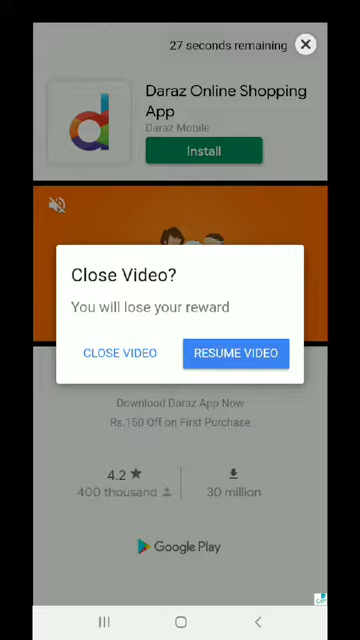 27 seconds remaining
Daraz Online Shopping
App
Daraz Mobile
Install
Close Video?
You will lose your reward
CLOSE VIDEO
RESUME VIDEO
Download Daraz App Now
Rs.150 Off on First Purchase
4.2
400 thousand
30 million
Google Play